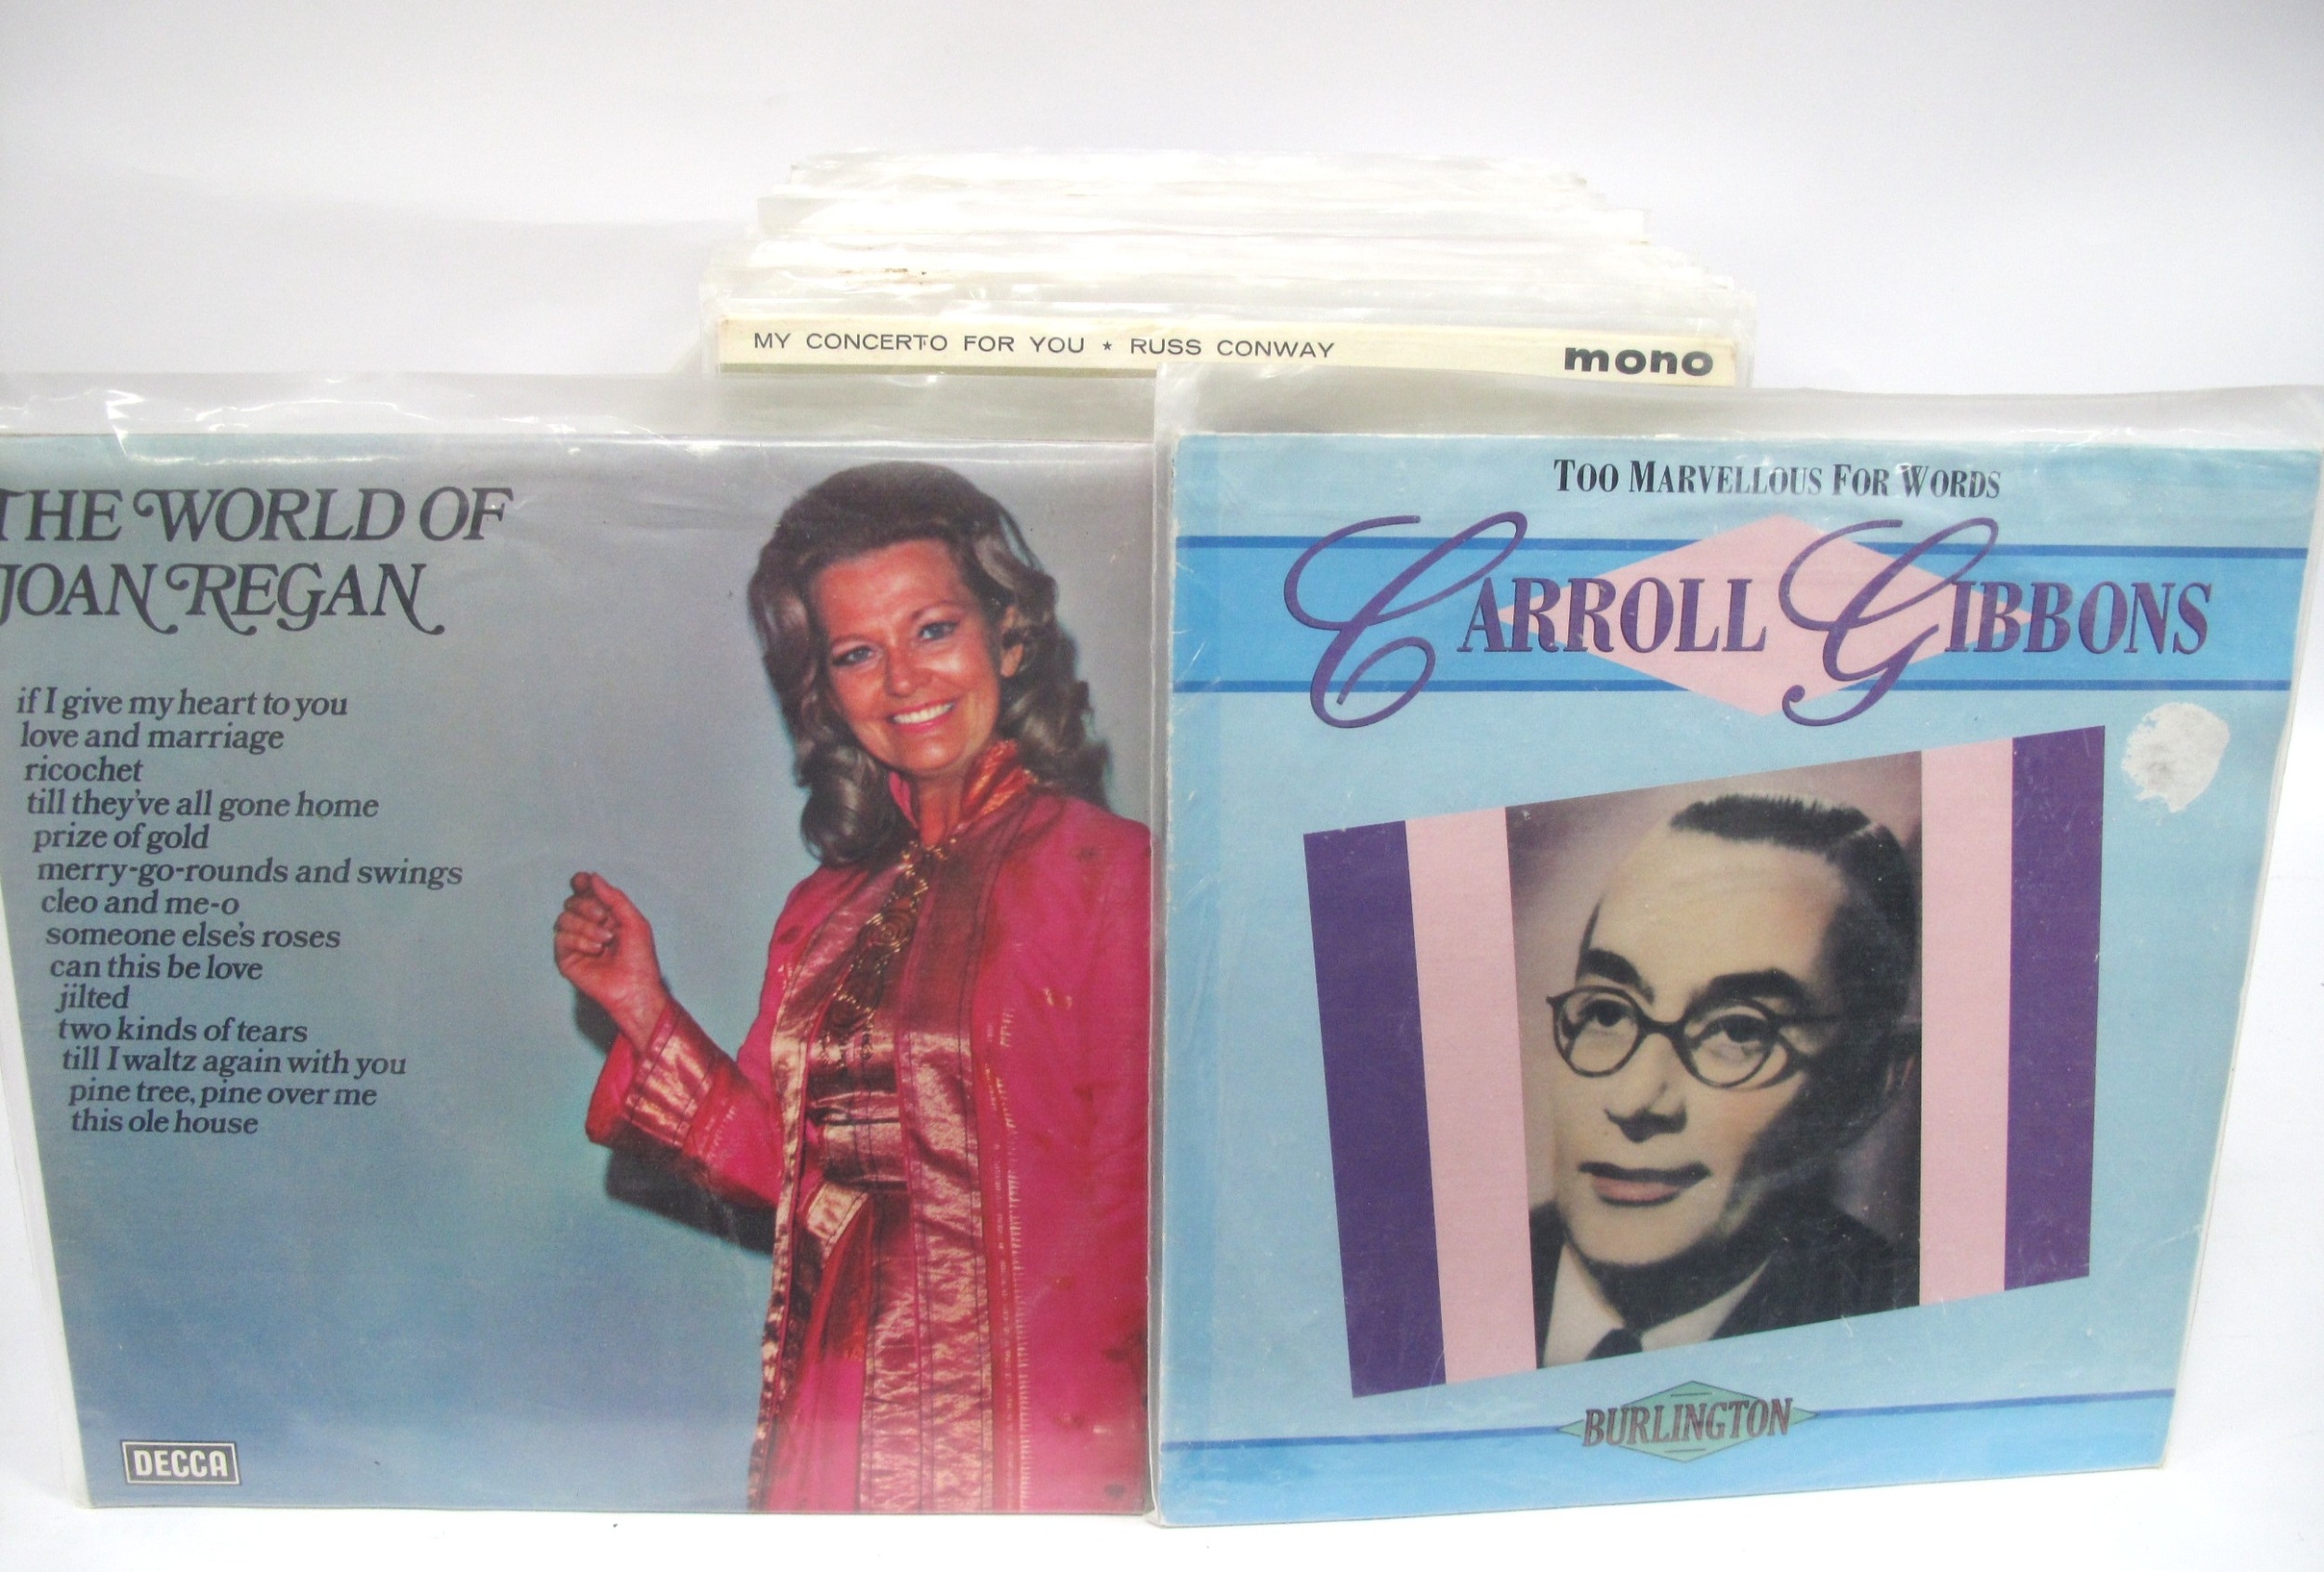 MY CONCERTO FOR YOU * RUSS CONWAY
mono
THE WORLD OF
JOAN REGAN
if I give my heart to you
love and marriage
ricochet
till they've all gone home
prize of gold
merry-go-rounds and swings
cleo and me-o
someone else's roses
can this be love
jilted
two kinds of tears
till I waltz again with you
pine tree, pine over me
this ole house
DECCA
TOO MARVELLOUS FOR WORDS
CARROLL GIBBONS
BURLINGTON